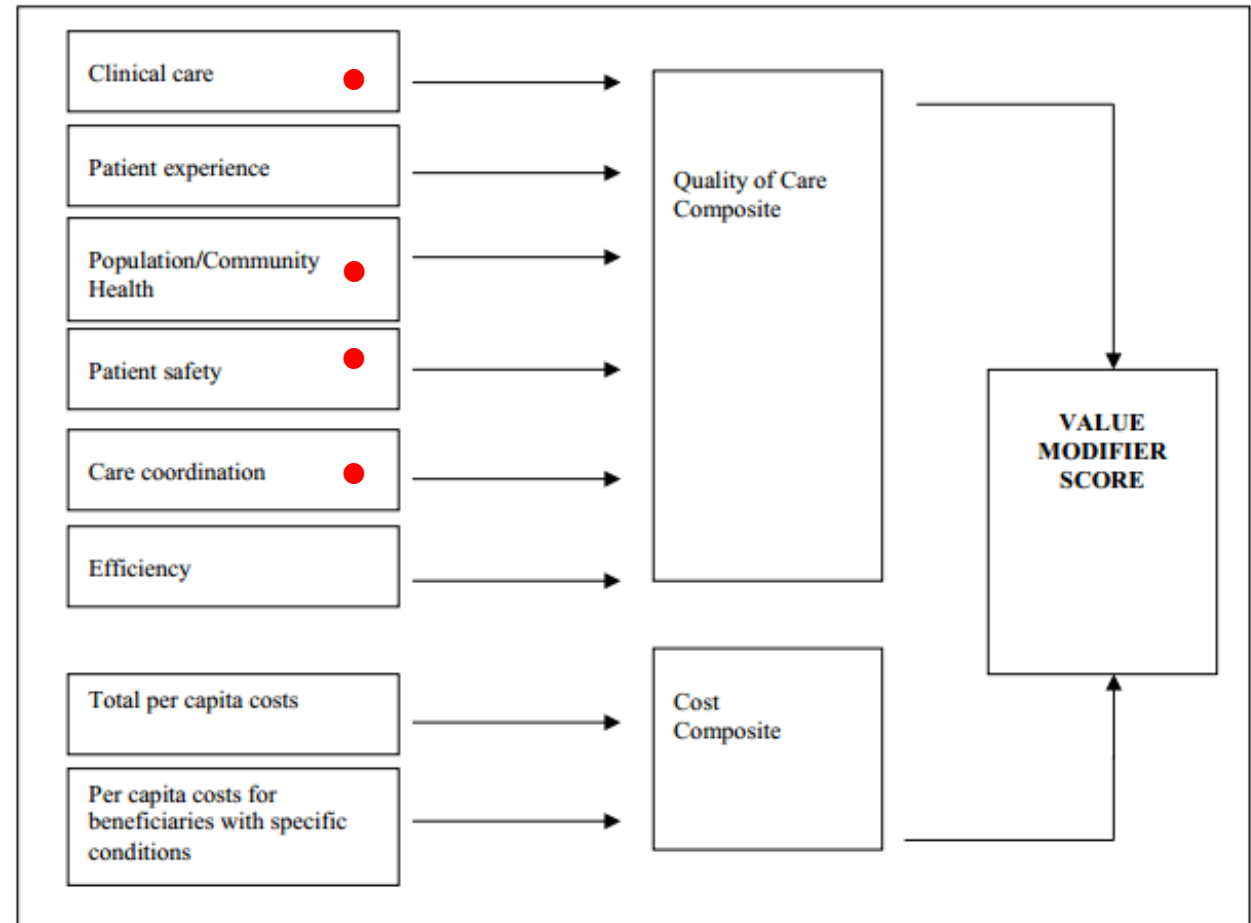 Clinical care
Patient experience
Population/Community
Health
Patient safety
Care coordination
Efficiency
Total per capita costs
Per capita costs for
beneficiaries with specific
conditions
Quality of Care
Composite
Cost
Composite
VALUE
MODIFIER
SCORE